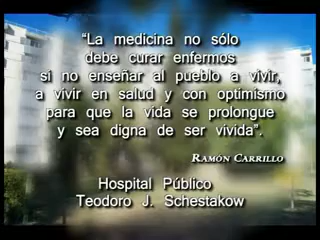 “La medicina no sólo
debe curar enfermos
si no enseñar al pueblo a vivir,
a vivir en salud y con optimismo
para que la vida se prolongue
y sea digna de ser vivida”.
RAMÓN CARRILLO
Hospital Público
Teodoro J. Schestakow